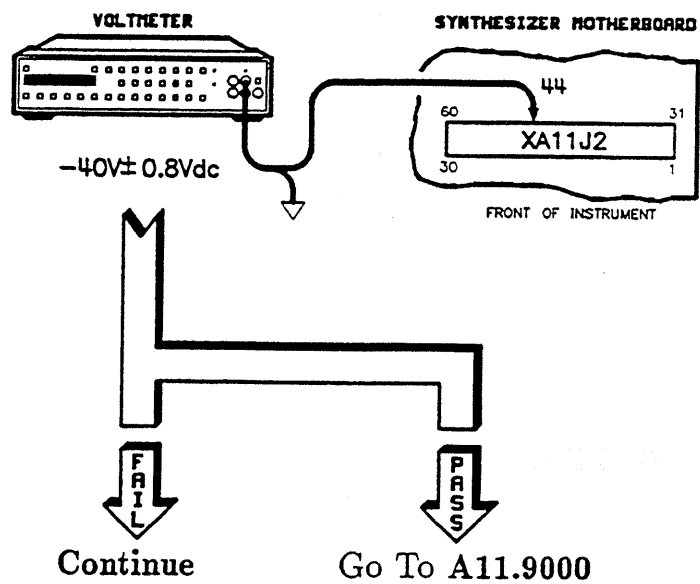 VOLTMETER
SYNTHESIZER MOTHERBOARD
44
60 31
XA11J2
30 1
-40V± 0.8Vdc
FRONT OF INSTRUMENT
FAIL
PASS
Continue
Go To A11.9000